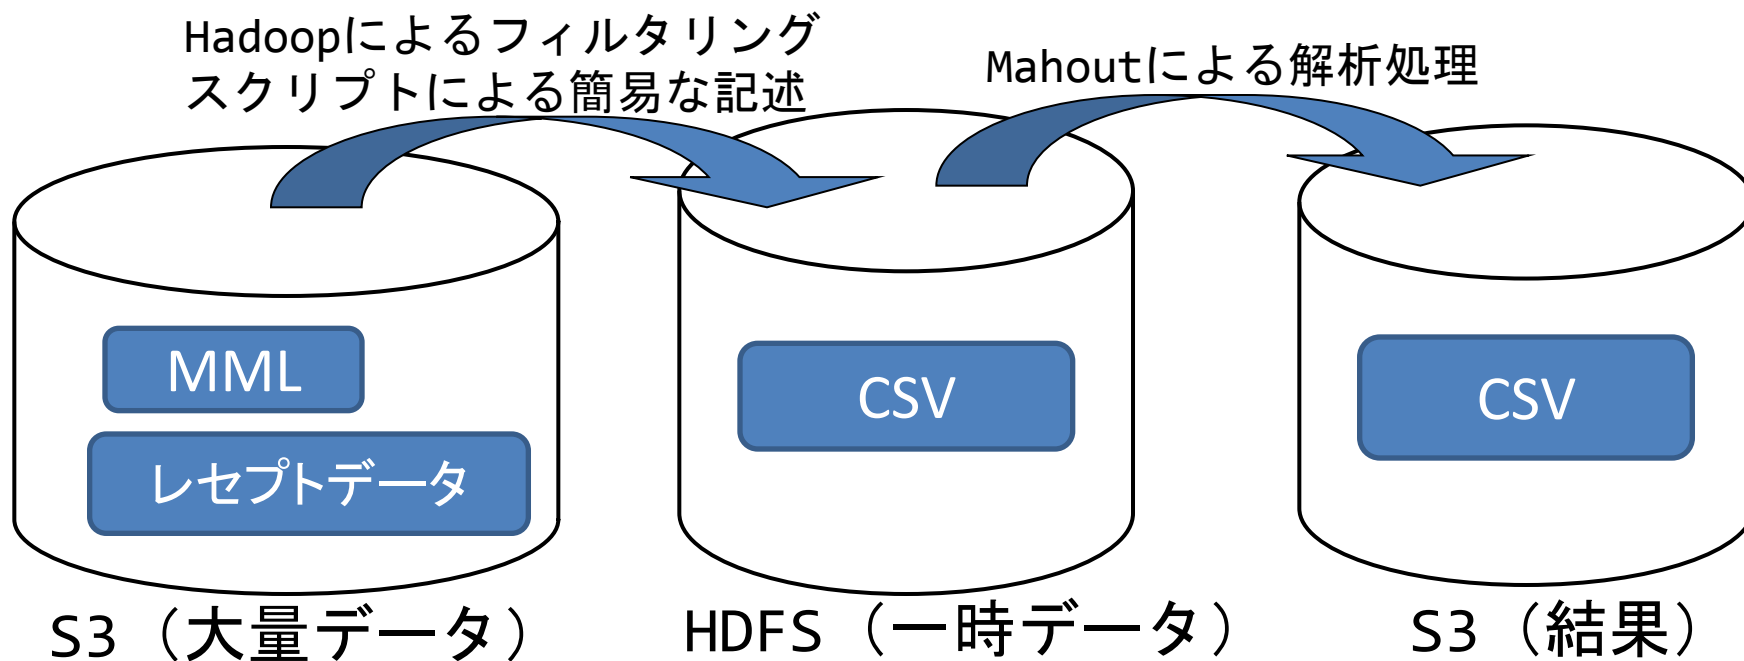 Hadoopによるフィルタリング
スクリプトによる簡易な記述
Mahoutによる解析処理
MML
レセプトデータ
CSV
CSV
S3（大量データ）
HDFS（一時データ）
S3（結果）